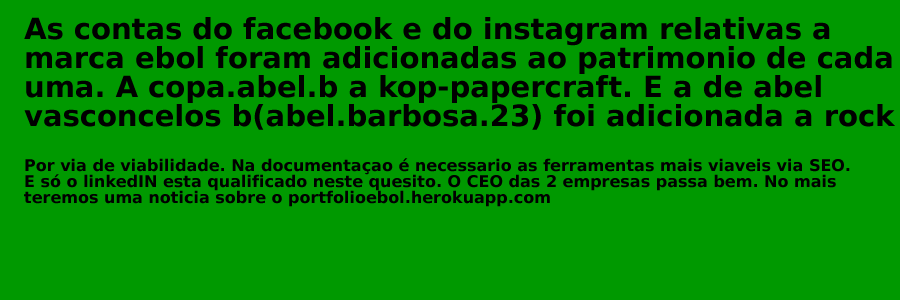 As contas do facebook e do instagram relativas a
marca ebol foram adicionadas ao patrimonio de cada
uma. A copa.abel.b a kop-papercraft. E a de abel
vasconcelos b(abel.barbosa.23) foi adicionada a rock
Por via de viabilidade. Na documentaçao é necessario as ferramentas mais viaveis via SEO.
E só o linkedIN esta qualificado neste quesito. O CEO das 2 empresas passa bem. No mais
teremos uma noticia sobre o portfolioebol.herokuapp.com